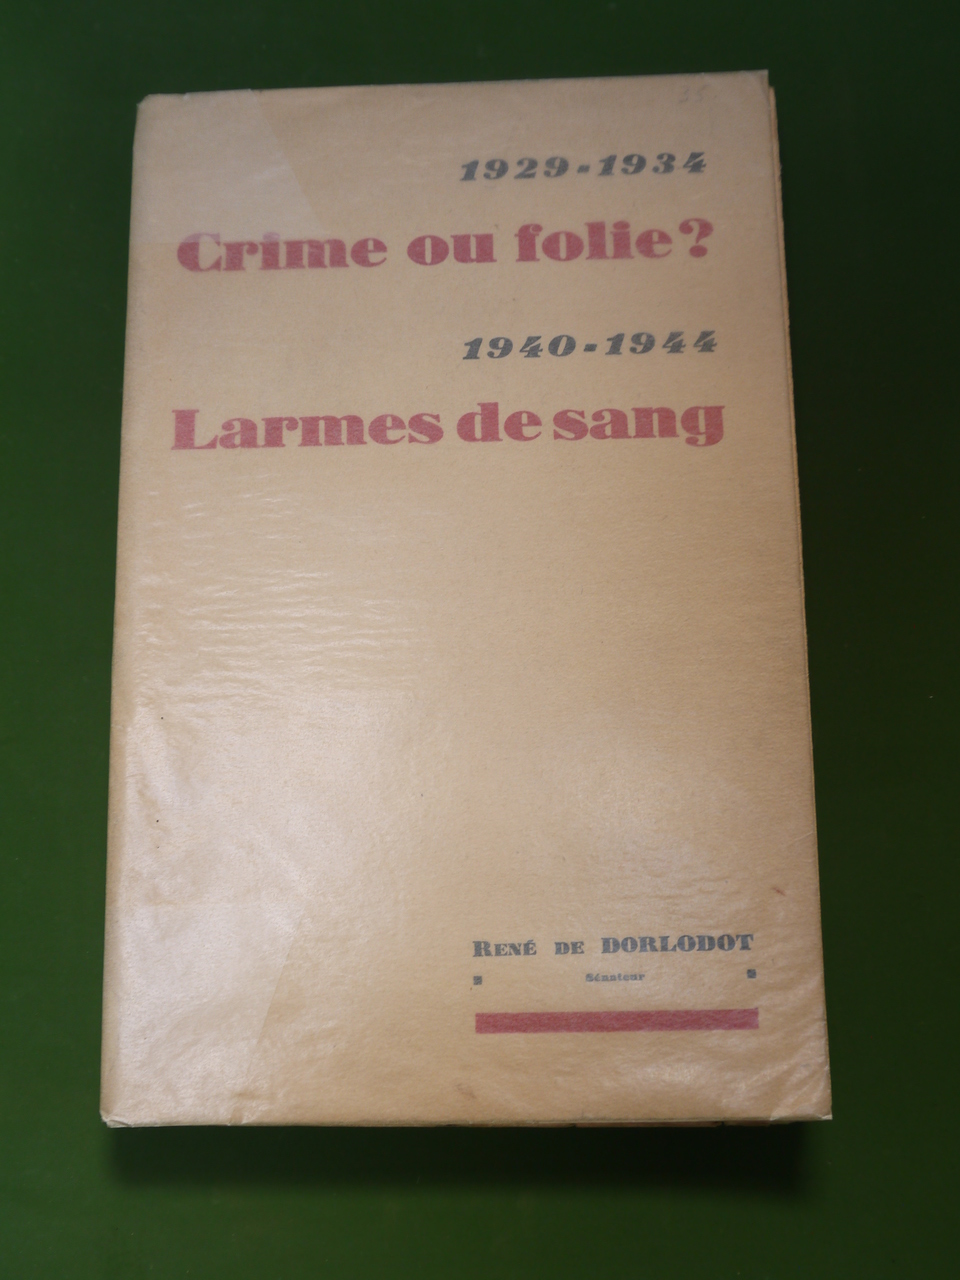 1929-1934
Crime ou folie?
1940-1944
Larmes de sang
RENÉ DE DORLODOT
Sénateur